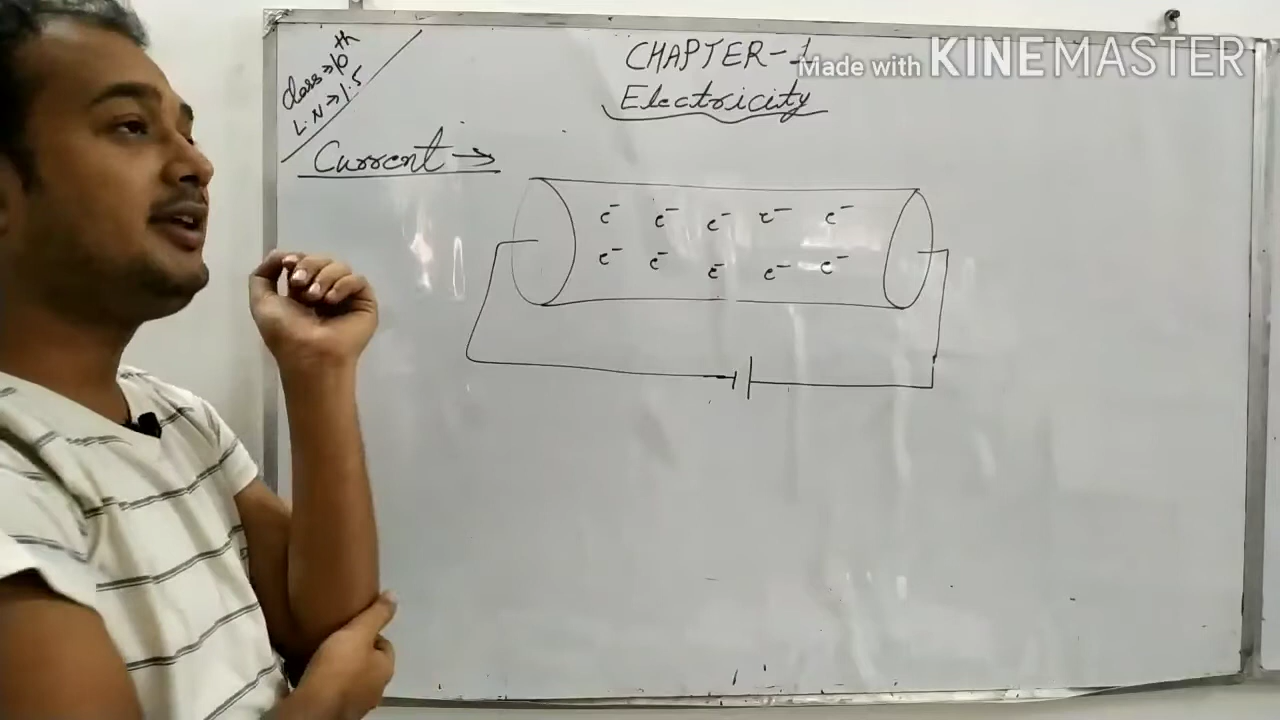 Class → 10th
L.N → 1.5
CHAPTER - 1
Made with KINEMASTER
Electricity
Current →
e⁻ e⁻ e⁻ e⁻ e⁻
e⁻ e⁻ e⁻ e⁻ e⁻